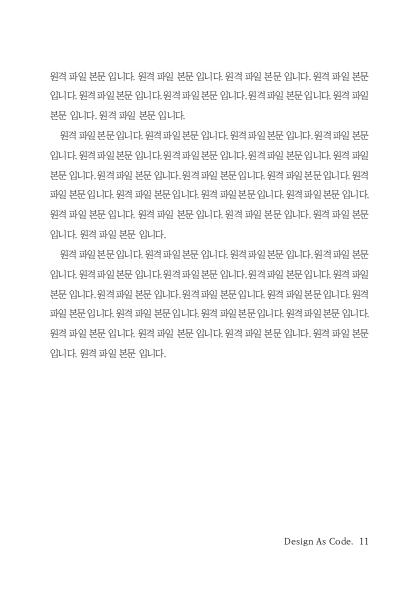 원격 파일 본문 입니다. 원격 파일 본문 입니다. 원격 파일 본문 입니다. 원격 파일 본문
입니다. 원격 파일 본문 입니다. 원격 파일 본문 입니다. 원격 파일 본문 입니다. 원격 파일
본문 입니다. 원격 파일 본문 입니다.
원격 파일 본문 입니다. 원격 파일 본문 입니다. 원격 파일 본문 입니다. 원격 파일 본문
입니다. 원격 파일 본문 입니다. 원격 파일 본문 입니다. 원격 파일 본문 입니다. 원격 파일
본문 입니다. 원격 파일 본문 입니다. 원격 파일 본문 입니다. 원격 파일 본문 입니다. 원격
파일 본문 입니다. 원격 파일 본문 입니다. 원격 파일 본문 입니다. 원격 파일 본문 입니다.
원격 파일 본문 입니다. 원격 파일 본문 입니다. 원격 파일 본문 입니다. 원격 파일 본문
입니다. 원격 파일 본문 입니다.
원격 파일 본문 입니다. 원격 파일 본문 입니다. 원격 파일 본문 입니다. 원격 파일 본문
입니다. 원격 파일 본문 입니다. 원격 파일 본문 입니다. 원격 파일 본문 입니다. 원격 파일
본문 입니다. 원격 파일 본문 입니다. 원격 파일 본문 입니다. 원격 파일 본문 입니다. 원격
파일 본문 입니다. 원격 파일 본문 입니다. 원격 파일 본문 입니다. 원격 파일 본문 입니다.
원격 파일 본문 입니다. 원격 파일 본문 입니다. 원격 파일 본문 입니다. 원격 파일 본문
입니다. 원격 파일 본문 입니다.
Design As Code. 11